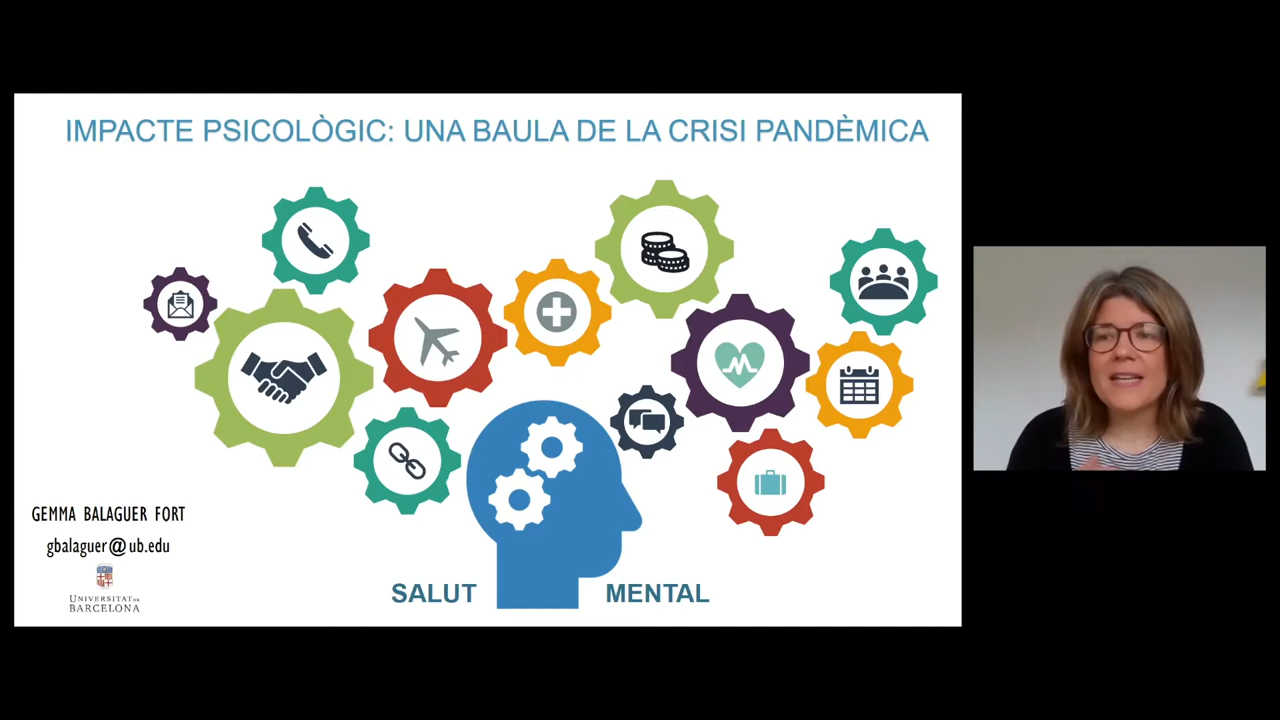 IMPACTE PSICOLÒGIC: UNA BAULA DE LA CRISI PANDÈMICA
GEMMA BALAGUER FORT
gbalaguer@ub.edu
UNIVERSITAT DE
BARCELONA
SALUT MENTAL